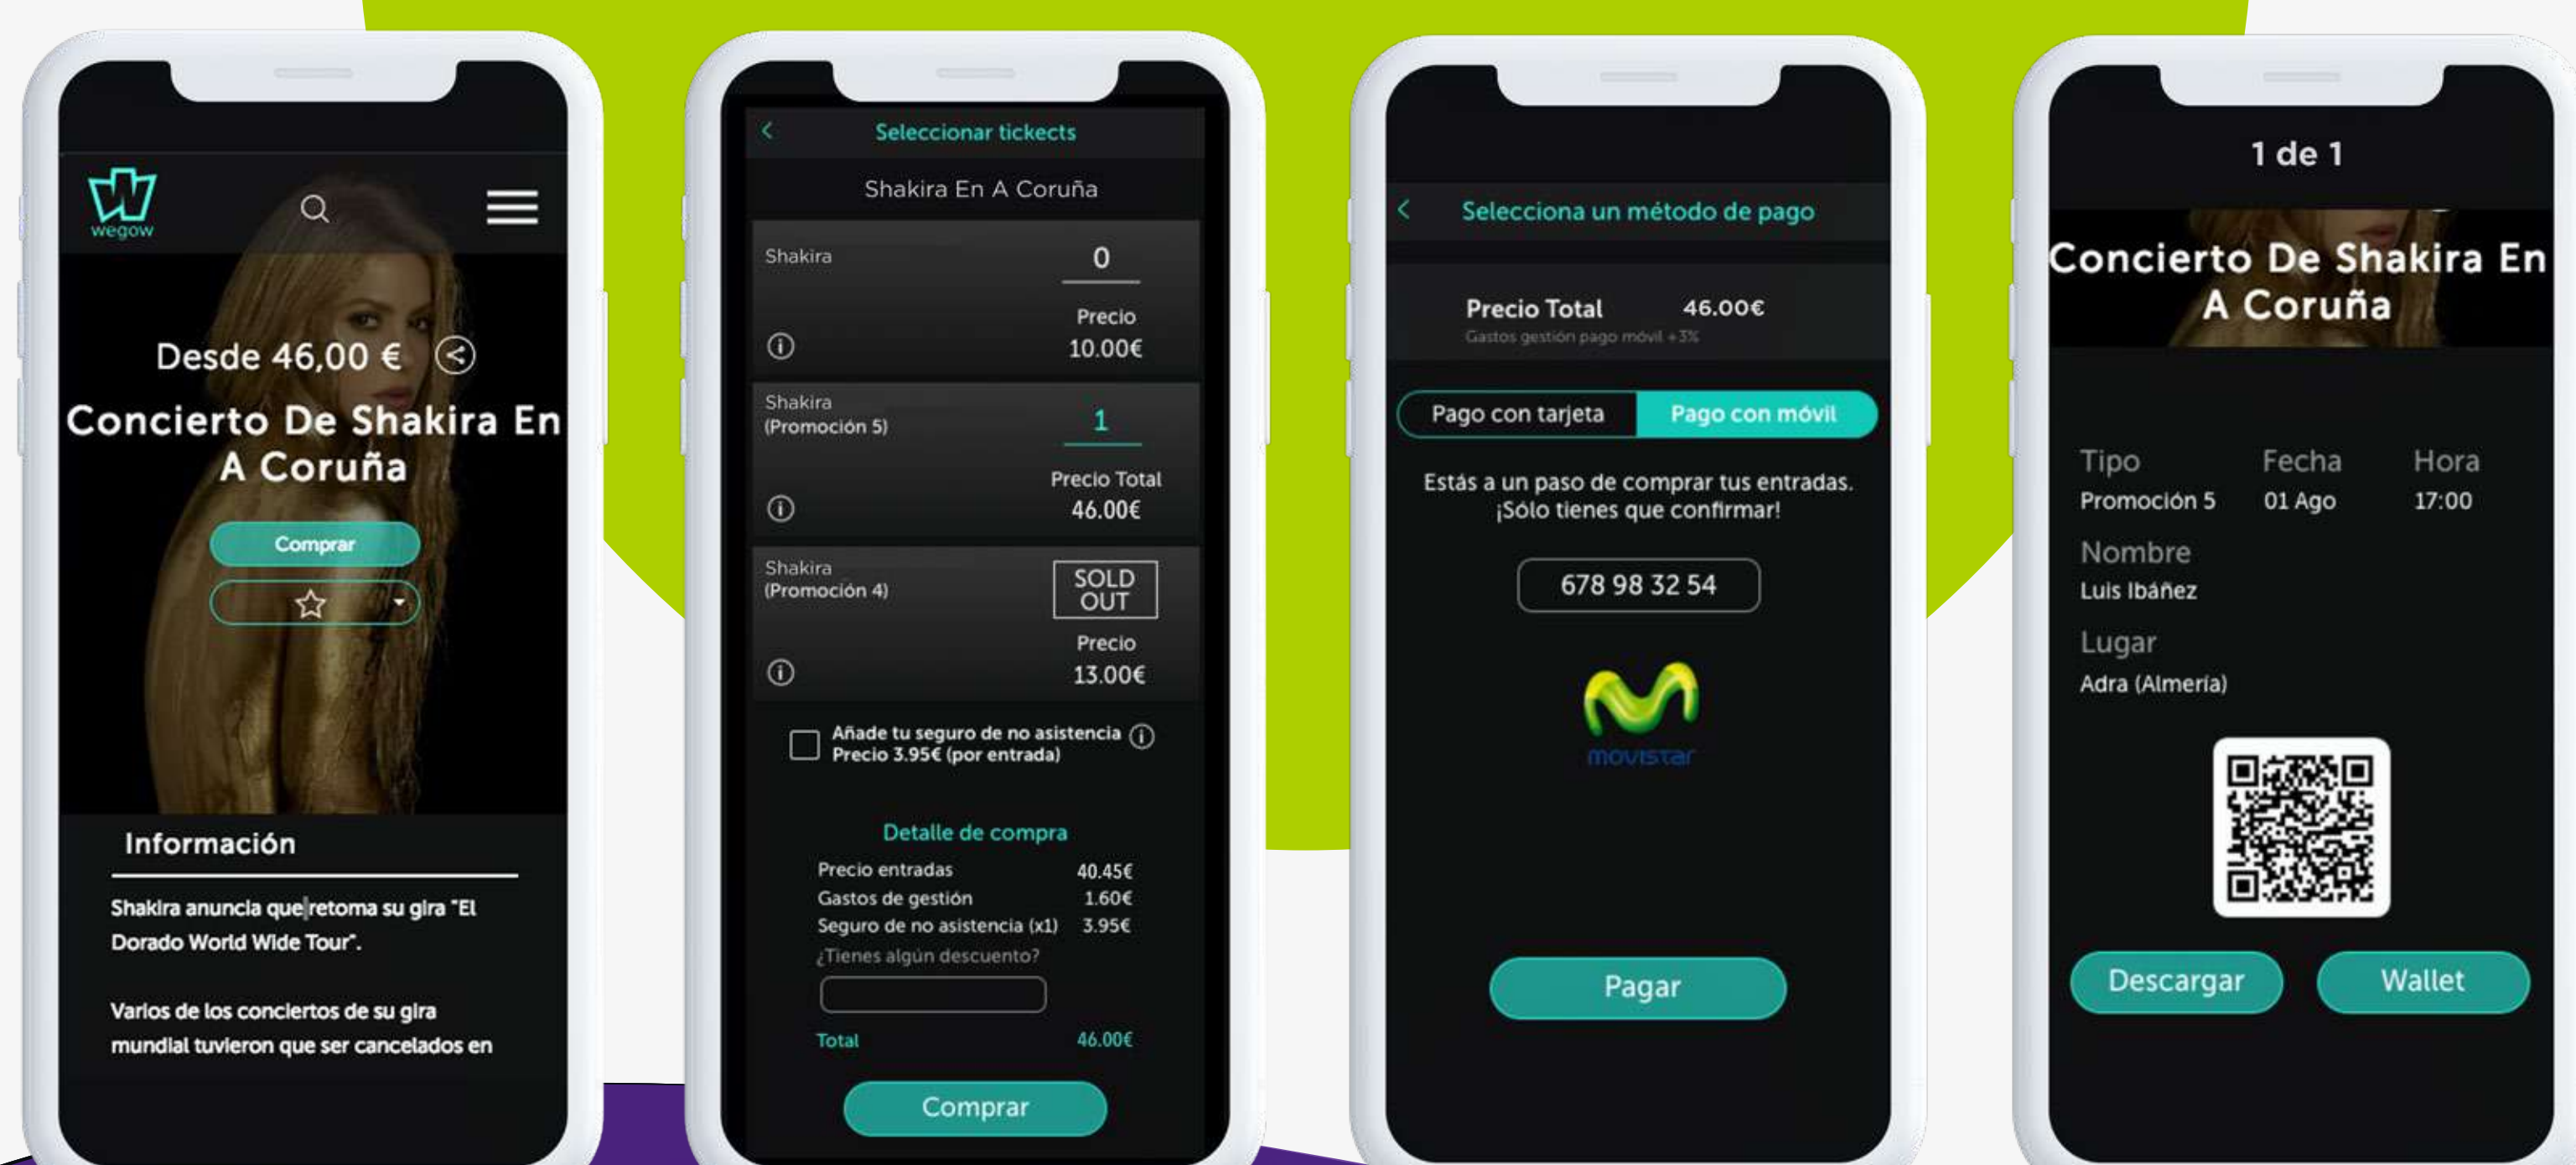 wegow
Desde 46,00 €
Concierto De Shakira En
A Coruña
Comprar
Información
Shakira anuncia que retoma su gira "El
Dorado World Wide Tour".
Varios de los conciertos de su gira
mundial tuvieron que ser cancelados en
Seleccionar tickects
Shakira En A Coruña
Shakira
0
Precio
10.00€
Shakira
(Promoción 5)
1
Precio Total
46.00€
Shakira
(Promoción 4)
SOLD
OUT
Precio
13.00€
Añade tu seguro de no asistencia
Precio 3.95€ (por entrada)
Detalle de compra
Precio entradas 40.45€
Gastos de gestión 1.60€
Seguro de no asistencia (x1) 3.95€
¿Tienes algún descuento?
Total 46.00€
Comprar
Selecciona un método de pago
Precio Total 46.00€
Gastos gestión pago móvil +3%
Pago con tarjeta Pago con móvil
Estás a un paso de comprar tus entradas.
¡Sólo tienes que confirmar!
678 98 32 54
movistar
Pagar
1 de 1
Concierto De Shakira En
A Coruña
Tipo Fecha Hora
Promoción 5 01 Ago 17:00
Nombre
Luis Ibáñez
Lugar
Adra (Almería)
Descargar Wallet